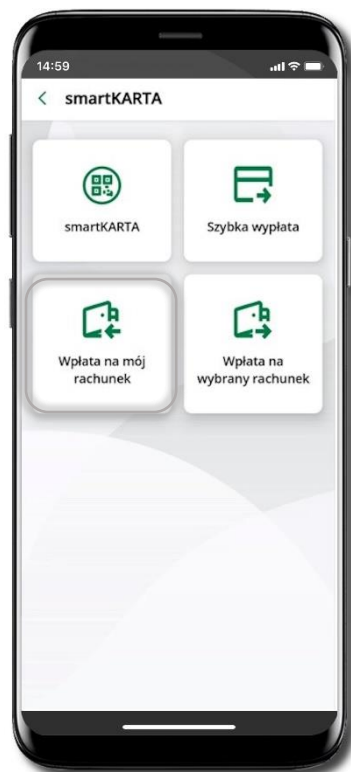 14:59
smartKARTA
smartKARTA
Szybka wypłata
Wpłata na mój
rachunek
Wpłata na
wybrany rachunek